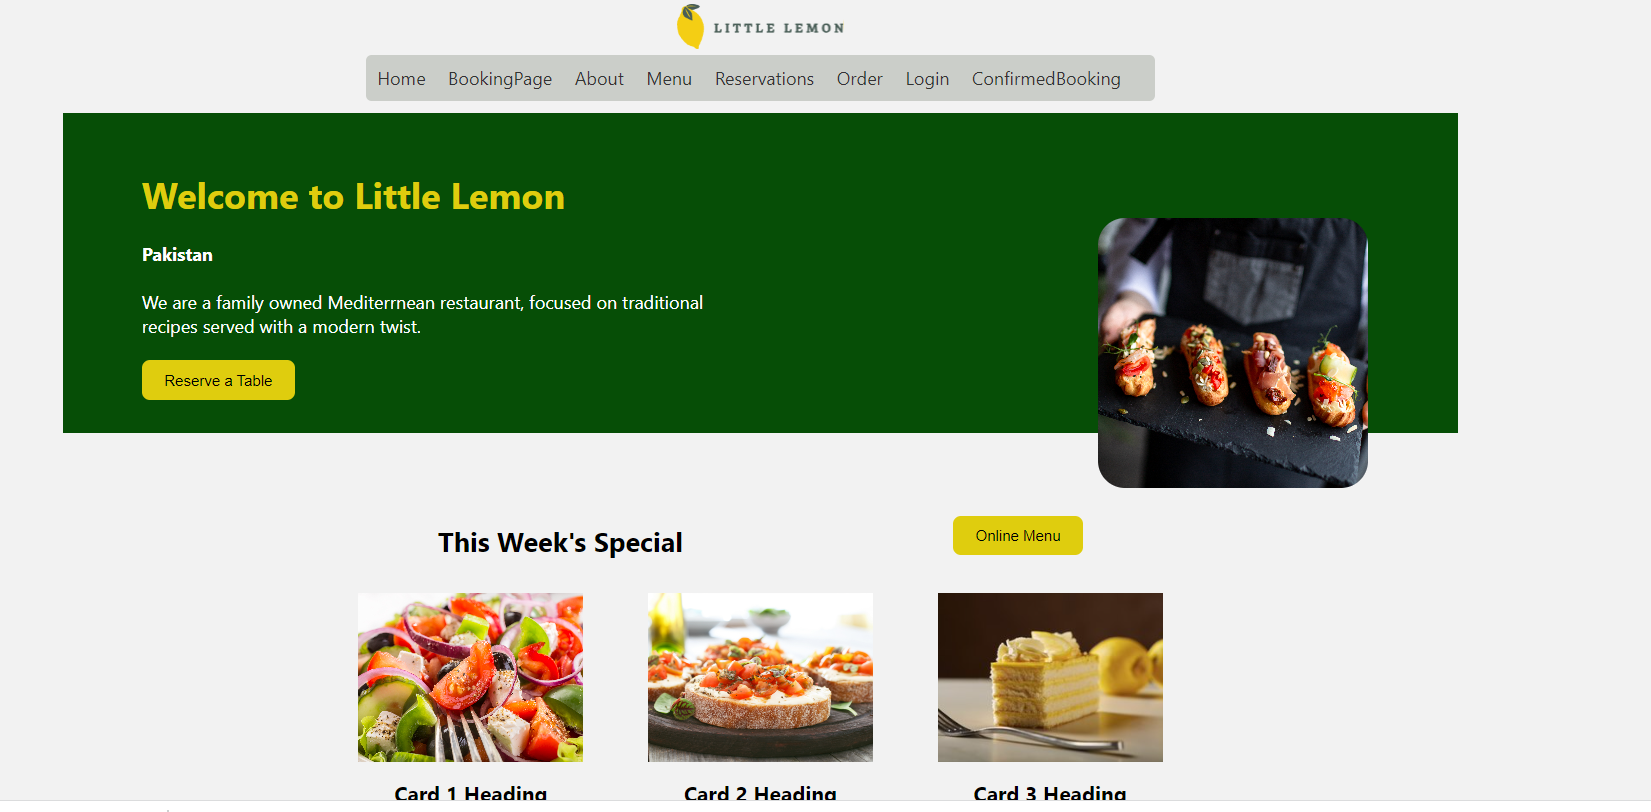 LITTLE LEMON
Home BookingPage About Menu Reservations Order Login ConfirmedBooking
Welcome to Little Lemon
Pakistan
We are a family owned Mediterrnean restaurant, focused on traditional
recipes served with a modern twist.
Reserve a Table
This Week's Special
Online Menu
Card 1 Heading
Card 2 Heading
Card 3 Heading